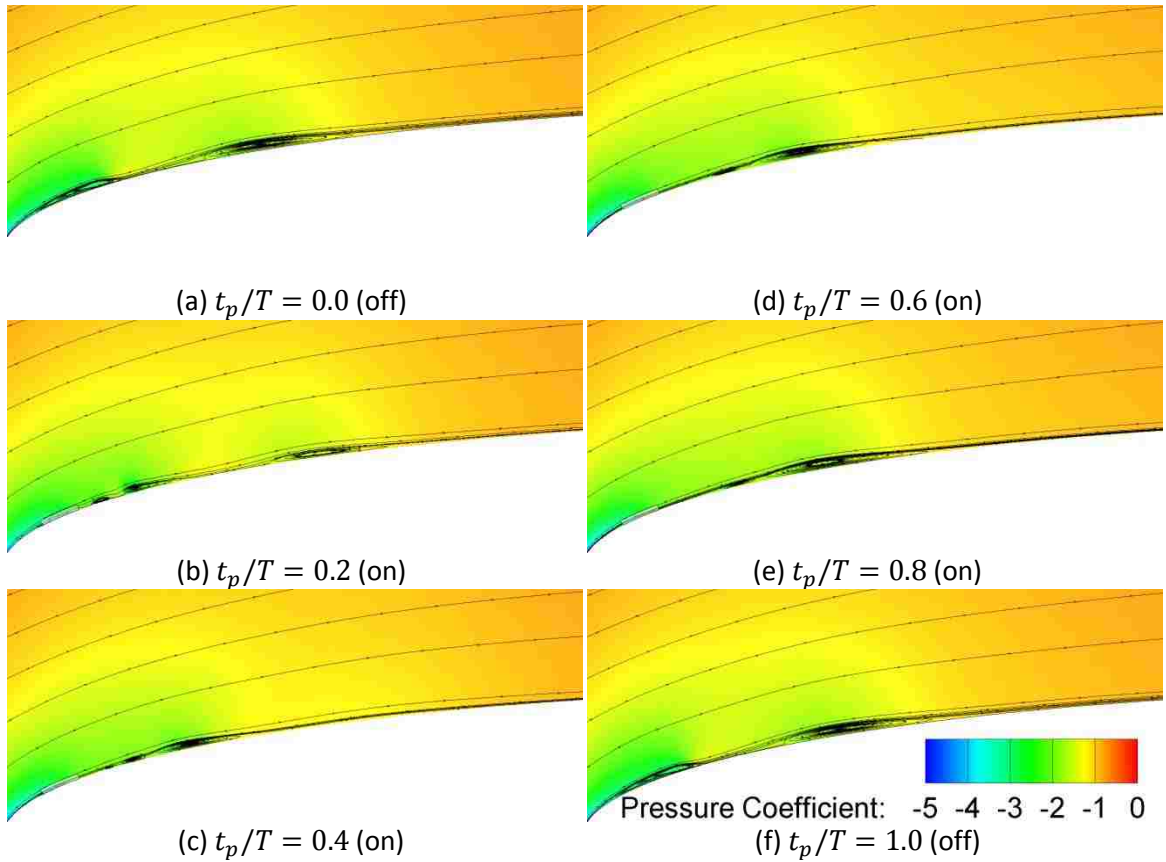 (a) t_p/T = 0.0 (off)
(d) t_p/T = 0.6 (on)
(b) t_p/T = 0.2 (on)
(e) t_p/T = 0.8 (on)
Pressure Coefficient: -5 -4 -3 -2 -1 0
(c) t_p/T = 0.4 (on)
(f) t_p/T = 1.0 (off)